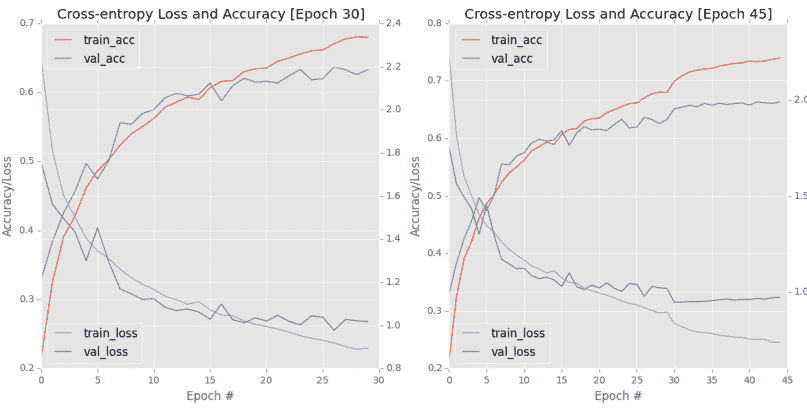 Cross-entropy Loss and Accuracy [Epoch 30]
0.7
0.6
0.5
0.4
0.3
0.2
Accuracy/Loss
train_acc
val_acc
train_loss
val_loss
2.4
2.2
2.0
1.8
1.6
1.4
1.2
1.0
0.8
0 5 10 15 20 25 30
Epoch #
Cross-entropy Loss and Accuracy [Epoch 45]
0.8
0.7
0.6
0.5
0.4
0.3
0.2
Accuracy/Loss
train_acc
val_acc
train_loss
val_loss
2.0
1.5
1.0
0 5 10 15 20 25 30 35 40 45
Epoch #